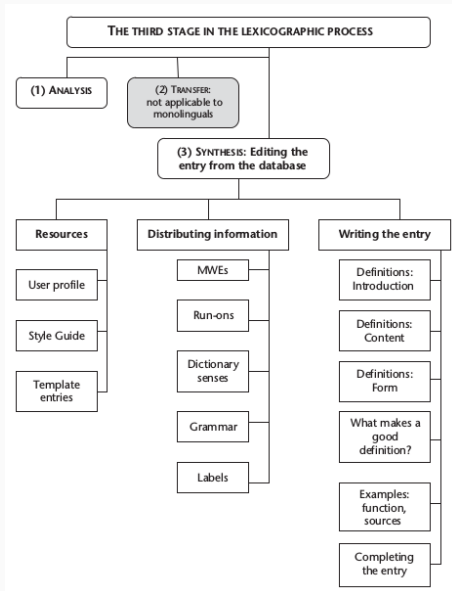 THE THIRD STAGE IN THE LEXICOGRAPHIC PROCESS
(1) ANALYSIS
(2) TRANSFER:
not applicable to
monolinguals
(3) SYNTHESIS: Editing the
entry from the database
Resources
User profile
Style Guide
Template
entries
Distributing information
MWEs
Run-ons
Dictionary
senses
Grammar
Labels
Writing the entry
Definitions:
Introduction
Definitions:
Content
Definitions:
Form
What makes a
good
definition?
Examples:
function,
sources
Completing
the entry